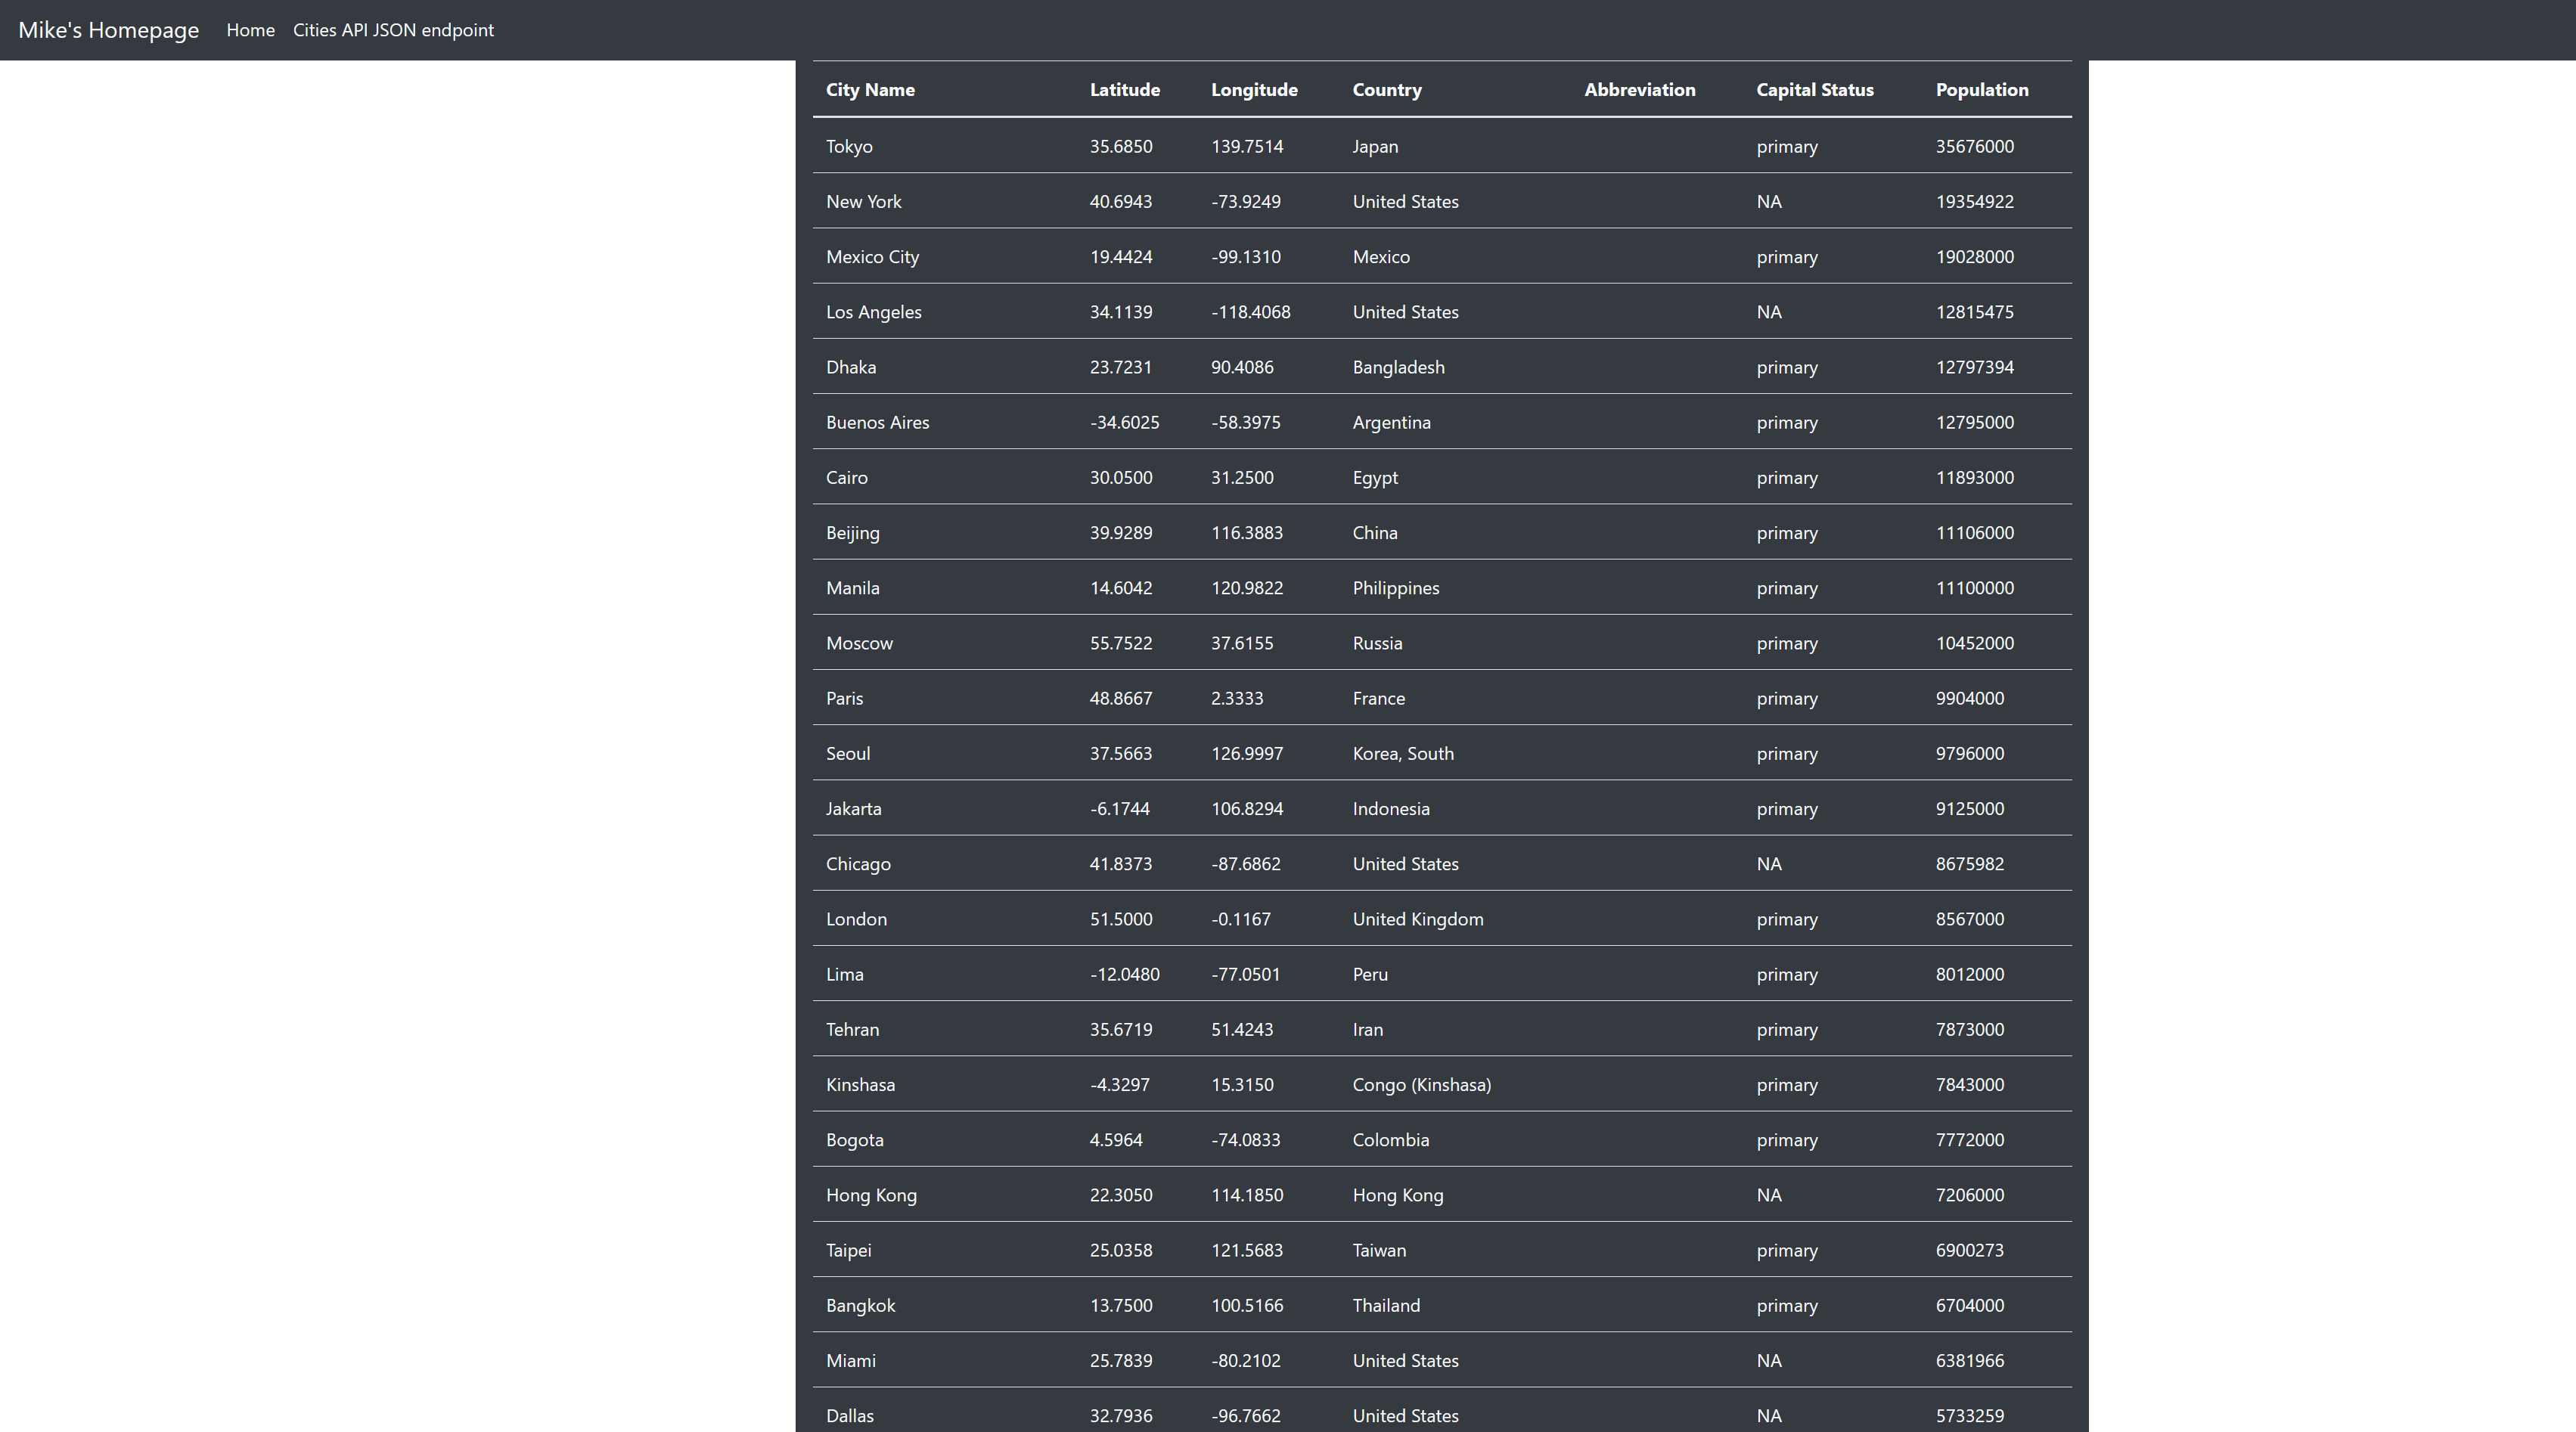 Mike's Homepage Home Cities API JSON endpoint
City Name Latitude Longitude Country Abbreviation Capital Status Population
Tokyo 35.6850 139.7514 Japan primary 35676000
New York 40.6943 -73.9249 United States NA 19354922
Mexico City 19.4424 -99.1310 Mexico primary 19028000
Los Angeles 34.1139 -118.4068 United States NA 12815475
Dhaka 23.7231 90.4086 Bangladesh primary 12797394
Buenos Aires -34.6025 -58.3975 Argentina primary 12795000
Cairo 30.0500 31.2500 Egypt primary 11893000
Beijing 39.9289 116.3883 China primary 11106000
Manila 14.6042 120.9822 Philippines primary 11100000
Moscow 55.7522 37.6155 Russia primary 10452000
Paris 48.8667 2.3333 France primary 9904000
Seoul 37.5663 126.9997 Korea, South primary 9796000
Jakarta -6.1744 106.8294 Indonesia primary 9125000
Chicago 41.8373 -87.6862 United States NA 8675982
London 51.5000 -0.1167 United Kingdom primary 8567000
Lima -12.0480 -77.0501 Peru primary 8012000
Tehran 35.6719 51.4243 Iran primary 7873000
Kinshasa -4.3297 15.3150 Congo (Kinshasa) primary 7843000
Bogota 4.5964 -74.0833 Colombia primary 7772000
Hong Kong 22.3050 114.1850 Hong Kong NA 7206000
Taipei 25.0358 121.5683 Taiwan primary 6900273
Bangkok 13.7500 100.5166 Thailand primary 6704000
Miami 25.7839 -80.2102 United States NA 6381966
Dallas 32.7936 -96.7662 United States NA 5733259